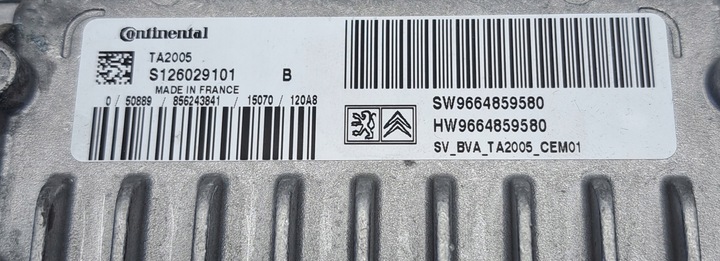 Continental
TA2005
S126029101 B
MADE IN FRANCE
0 / 50889 / 856243841 / 15070 / 120A8
SW9664859580
HW9664859580
SV_BVA_TA2005_CEM01